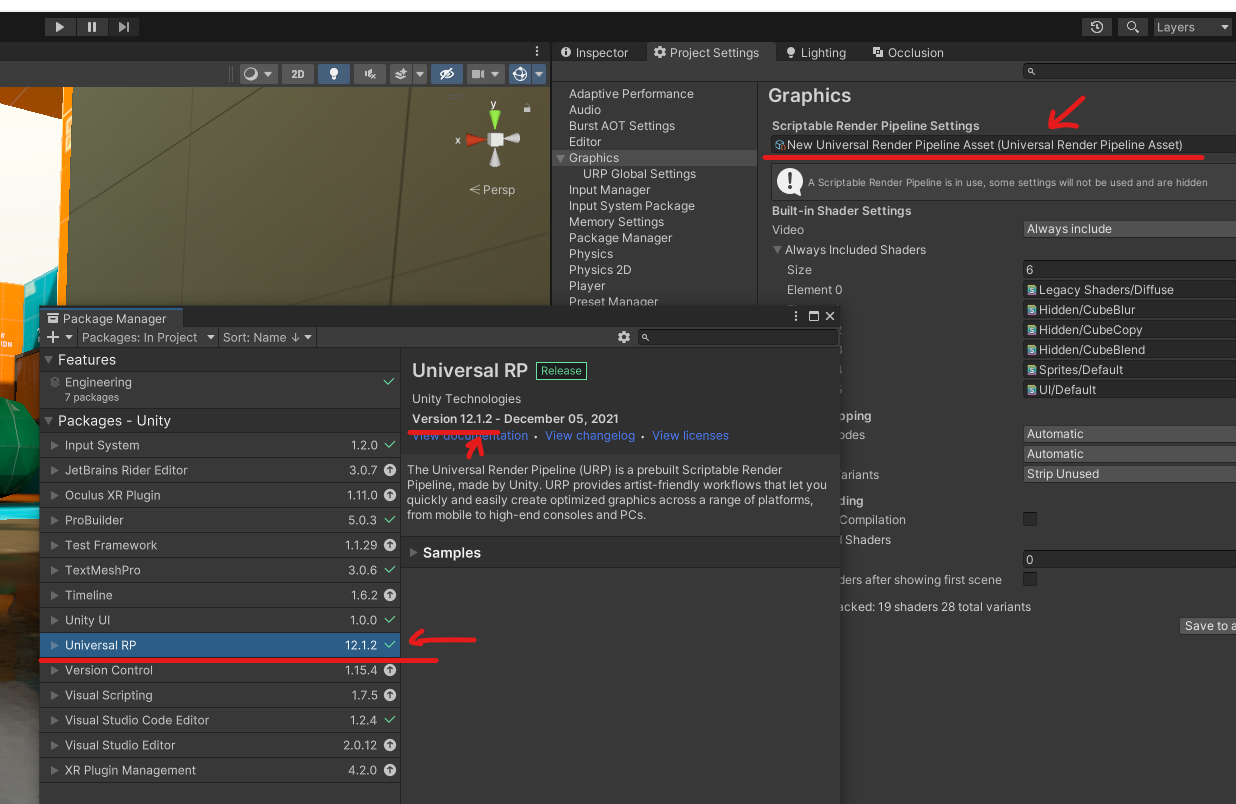 Layers
Inspector
Project Settings
Lighting
Occlusion
2D
y
x
Persp
Adaptive Performance
Audio
Burst AOT Settings
Editor
Graphics
URP Global Settings
Input Manager
Input System Package
Memory Settings
Package Manager
Physics
Physics 2D
Player
Preset Manager
Graphics
Scriptable Render Pipeline Settings
New Universal Render Pipeline Asset (Universal Render Pipeline Asset)
A Scriptable Render Pipeline is in use, some settings will not be used and are hidden
Built-in Shader Settings
Video Always include
Always Included Shaders
Size 6
Element 0 Legacy Shaders/Diffuse
Hidden/CubeBlur
Hidden/CubeCopy
Hidden/CubeBlend
Sprites/Default
UI/Default
pping
odes Automatic
Automatic
ariants Strip Unused
ding
Compilation
Shaders
0
ders after showing first scene
acked: 19 shaders 28 total variants
Save to a
Package Manager
Packages: In Project Sort: Name ↓
Features
Engineering
7 packages
Packages - Unity
Input System 1.2.0
JetBrains Rider Editor 3.0.7
Oculus XR Plugin 1.11.0
ProBuilder 5.0.3
Test Framework 1.1.29
TextMeshPro 3.0.6
Timeline 1.6.2
Unity UI 1.0.0
Universal RP 12.1.2
Version Control 1.15.4
Visual Scripting 1.7.5
Visual Studio Code Editor 1.2.4
Visual Studio Editor 2.0.12
XR Plugin Management 4.2.0
Universal RP Release
Unity Technologies
Version 12.1.2 - December 05, 2021
View documentation • View changelog • View licenses
The Universal Render Pipeline (URP) is a prebuilt Scriptable Render
Pipeline, made by Unity. URP provides artist-friendly workflows that let you
quickly and easily create optimized graphics across a range of platforms,
from mobile to high-end consoles and PCs.
Samples